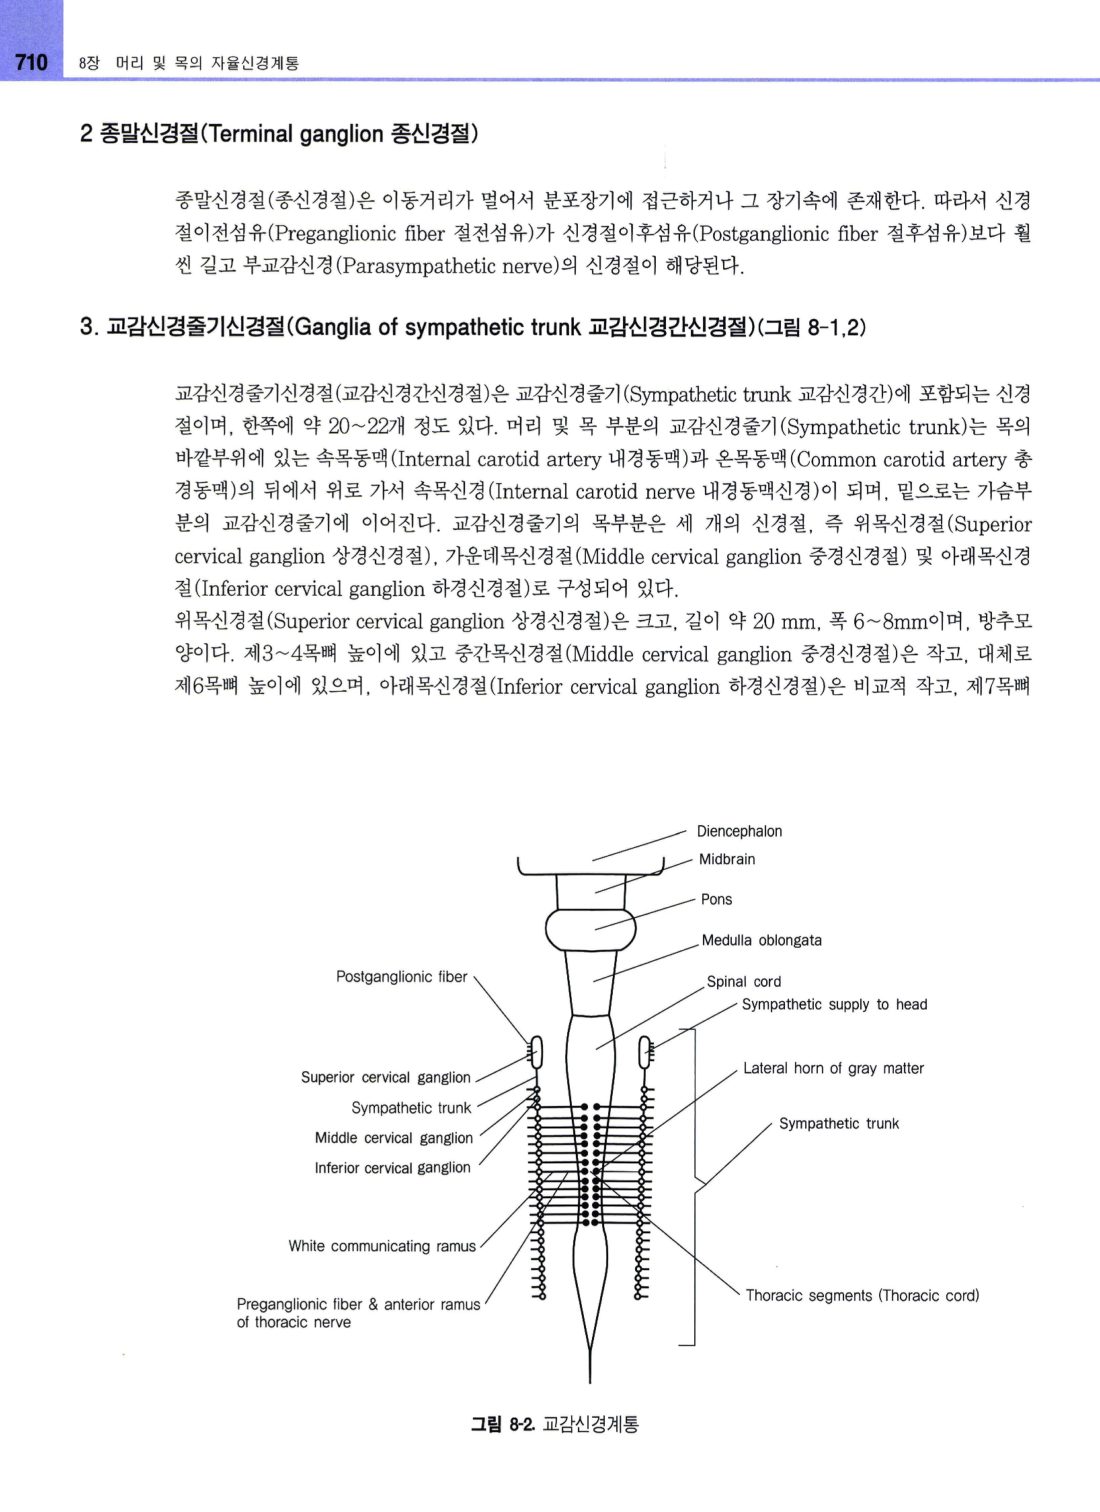 710 8장 머리 및 목의 자율신경계통
2 종말신경절(Terminal ganglion 종신경절)
종말신경절(종신경절)은 이동거리가 멀어서 분포장기에 접근하거나 그 장기속에 존재한다. 따라서 신경
절이전섬유(Preganglionic fiber 절전섬유)가 신경절이후섬유(Postganglionic fiber 절후섬유)보다 훨
씬 길고 부교감신경(Parasympathetic nerve)의 신경절이 해당된다.
3. 교감신경줄기신경절(Ganglia of sympathetic trunk 교감신경간신경절)(그림 8-1,2)
교감신경줄기신경절(교감신경간신경절)은 교감신경줄기(Sympathetic trunk 교감신경간)에 포함되는 신경
절이며, 한쪽에 약 20~22개 정도 있다. 머리 및 목 부분의 교감신경줄기(Sympathetic trunk)는 목의
바깥부위에 있는 속목동맥(Internal carotid artery 내경동맥)과 온목동맥(Common carotid artery 총
경동맥)의 뒤에서 위로 가서 속목신경(Internal carotid nerve 내경동맥신경)이 되며, 밑으로는 가슴부
분의 교감신경줄기에 이어진다. 교감신경줄기의 목부분은 세 개의 신경절, 즉 위목신경절(Superior
cervical ganglion 상경신경절), 가운데목신경절(Middle cervical ganglion 중경신경절) 및 아래목신경
절(Inferior cervical ganglion 하경신경절)로 구성되어 있다.
위목신경절(Superior cervical ganglion 상경신경절)은 크고, 길이 약 20 mm, 폭 6~8mm이며, 방추모
양이다. 제3~4목뼈 높이에 있고 중간목신경절(Middle cervical ganglion 중경신경절)은 작고, 대체로
제6목뼈 높이에 있으며, 아래목신경절(Inferior cervical ganglion 하경신경절)은 비교적 작고, 제7목뼈
Diencephalon
Midbrain
Pons
Medulla oblongata
Postganglionic fiber
Spinal cord
Sympathetic supply to head
Lateral horn of gray matter
Superior cervical ganglion
Sympathetic trunk
Sympathetic trunk
Middle cervical ganglion
Inferior cervical ganglion
White communicating ramus
Thoracic segments (Thoracic cord)
Preganglionic fiber & anterior ramus
of thoracic nerve
그림 8-2. 교감신경계통